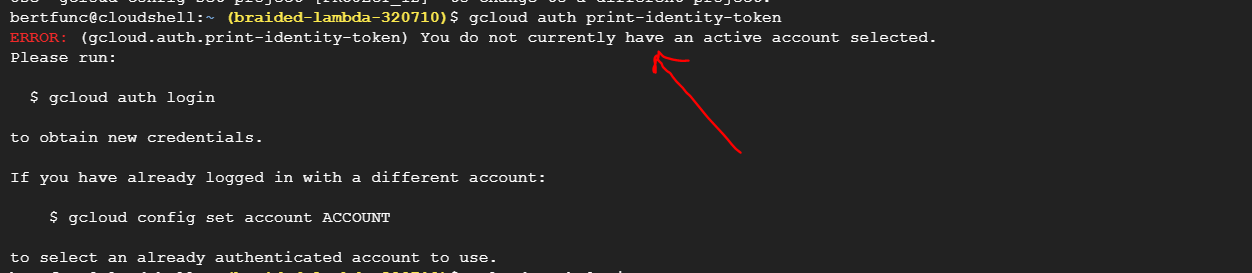 bertfunc@cloudshell:~ (braided-lambda-320710)$ gcloud auth print-identity-token
ERROR: (gcloud.auth.print-identity-token) You do not currently have an active account selected.
Please run:
$ gcloud auth login
to obtain new credentials.
If you have already logged in with a different account:
$ gcloud config set account ACCOUNT
to select an already authenticated account to use.